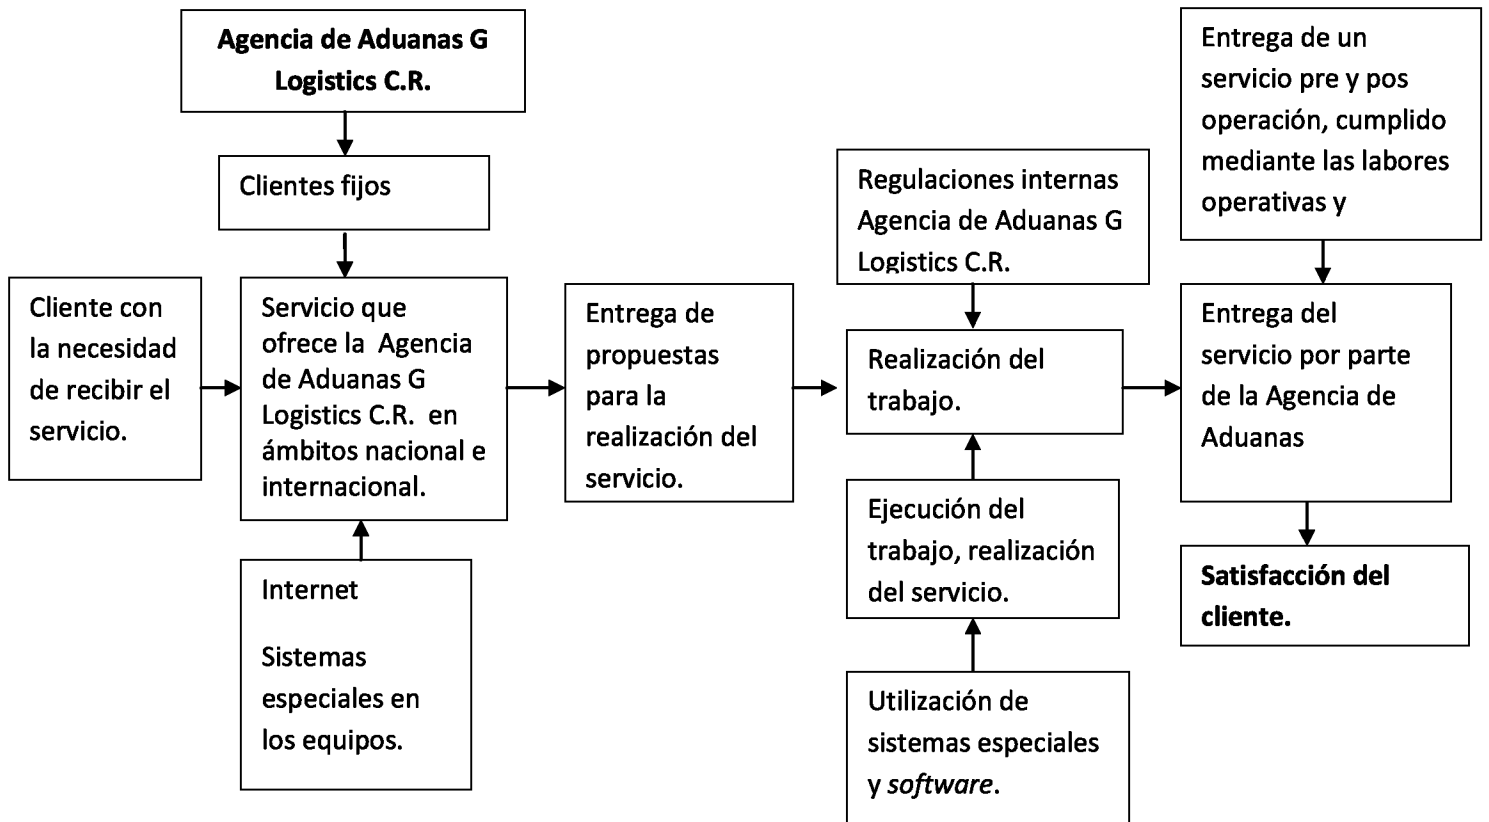 Agencia de Aduanas G
Logistics C.R.
Clientes fijos
Cliente con
la necesidad
de recibir el
servicio.
Servicio que
ofrece la Agencia
de Aduanas G
Logistics C.R. en
ámbitos nacional e
internacional.
Internet
Sistemas
especiales en
los equipos.
Entrega de
propuestas
para la
realización del
servicio.
Regulaciones internas
Agencia de Aduanas G
Logistics C.R.
Realización del
trabajo.
Ejecución del
trabajo, realización
del servicio.
Utilización de
sistemas especiales
y software.
Entrega de un
servicio pre y pos
operación, cumplido
mediante las labores
operativas y
Entrega del
servicio por parte
de la Agencia de
Aduanas
Satisfacción del
cliente.